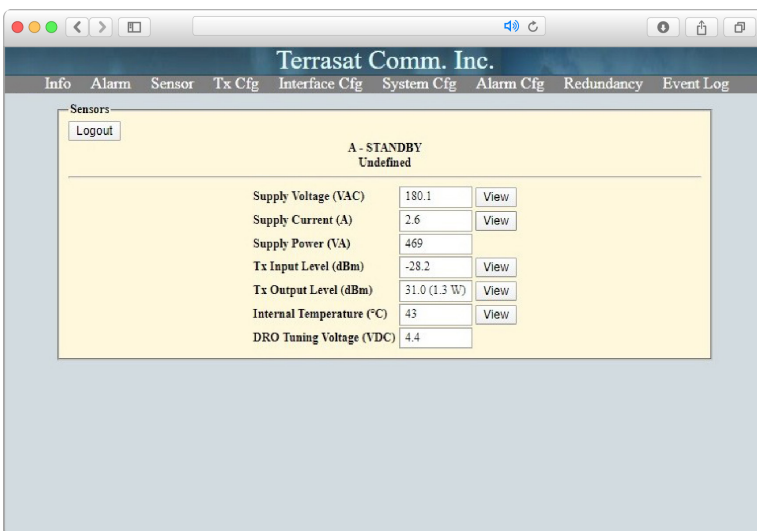 Terrasat Comm. Inc.
Info Alarm Sensor Tx Cfg Interface Cfg System Cfg Alarm Cfg Redundancy Event Log
Sensors
Logout
A - STANDBY
Undefined
Supply Voltage (VAC) 180.1 View
Supply Current (A) 2.6 View
Supply Power (VA) 469
Tx Input Level (dBm) -28.2 View
Tx Output Level (dBm) 31.0 (1.3 W) View
Internal Temperature (°C) 43 View
DRO Tuning Voltage (VDC) 4.4